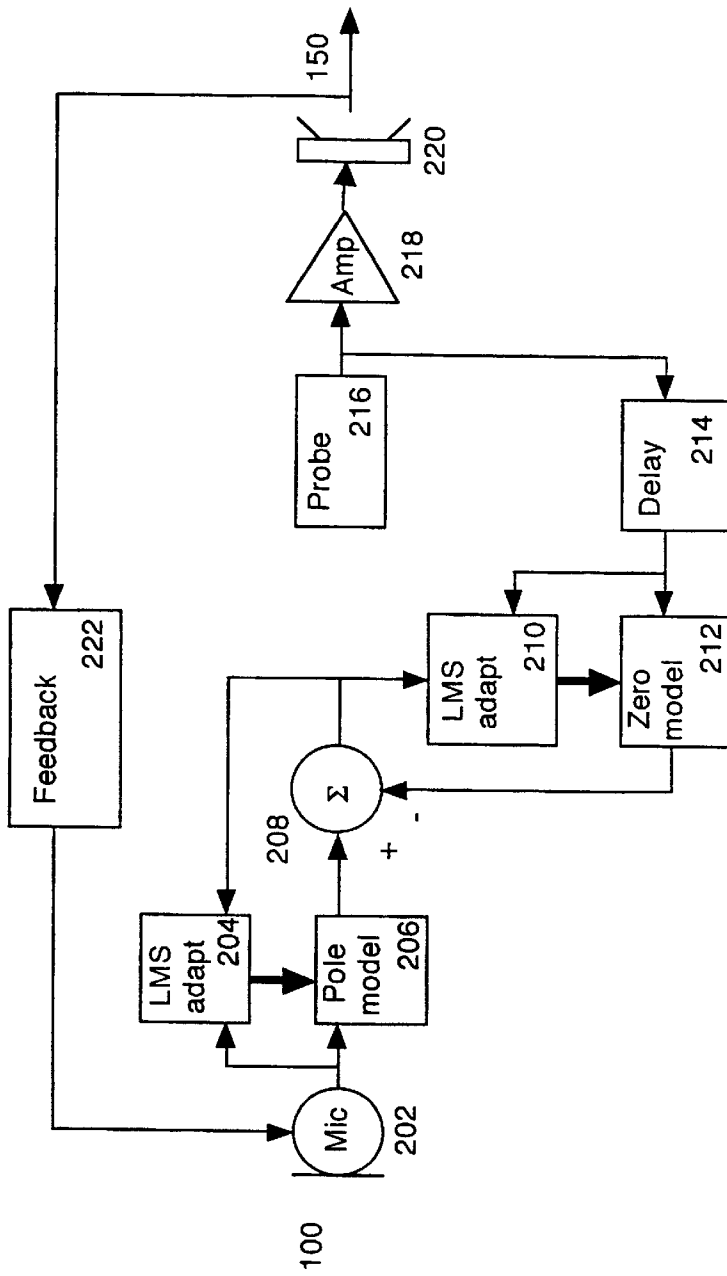 Feedback
222
150
100
Mic
202
LMS
adapt
204
Pole
model
206
208
+
-
Σ
LMS
adapt
210
Zero
model
212
Probe
216
Delay
214
Amp
218
220